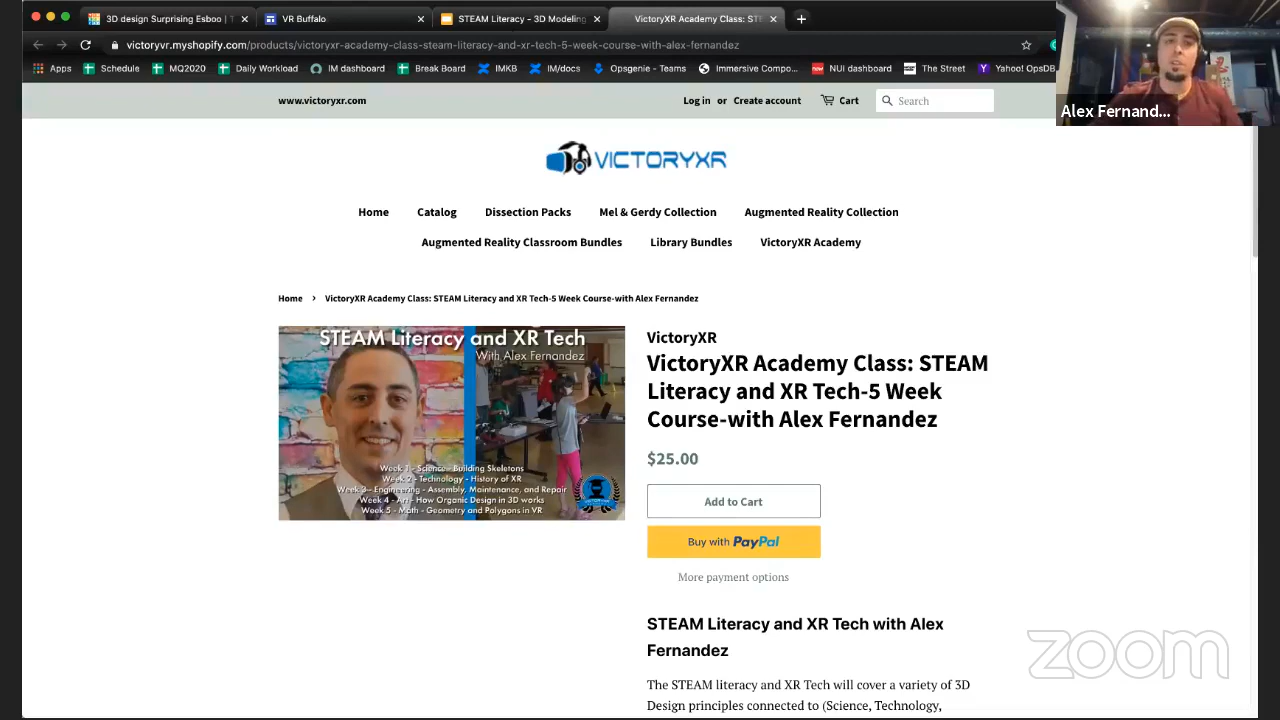 3D design Surprising Esboo |
VR Buffalo
STEAM Literacy - 3D Modeling
VictoryXR Academy Class: STE
victoryvr.myshopify.com/products/victoryxr-academy-class-steam-literacy-and-xr-tech-5-week-course-with-alex-fernandez
Apps Schedule MQ2020 Daily Workload IM dashboard Break Board IMKB IM/docs Opsgenie - Teams Immersive Compo... NUi dashboard The Street Yahoo! OpsDB
Alex Fernand...
www.victoryxr.com
Log in or Create account Cart Search
VICTORYXR
Home Catalog Dissection Packs Mel & Gerdy Collection Augmented Reality Collection
Augmented Reality Classroom Bundles Library Bundles VictoryXR Academy
Home › VictoryXR Academy Class: STEAM Literacy and XR Tech-5 Week Course-with Alex Fernandez
STEAM Literacy and XR Tech
With Alex Fernandez
Week 1 - Science - Building Skeletons
Week 2 - Technology - History of XR
Week 3 - Engineering - Assembly, Maintenance, and Repair
Week 4 - Art - How Organic Design in 3D works
Week 5 - Math - Geometry and Polygons in VR
VictoryXR
VictoryXR Academy Class: STEAM
Literacy and XR Tech-5 Week
Course-with Alex Fernandez
$25.00
Add to Cart
Buy with PayPal
More payment options
STEAM Literacy and XR Tech with Alex
Fernandez
The STEAM literacy and XR Tech will cover a variety of 3D
Design principles connected to (Science, Technology,
zoom